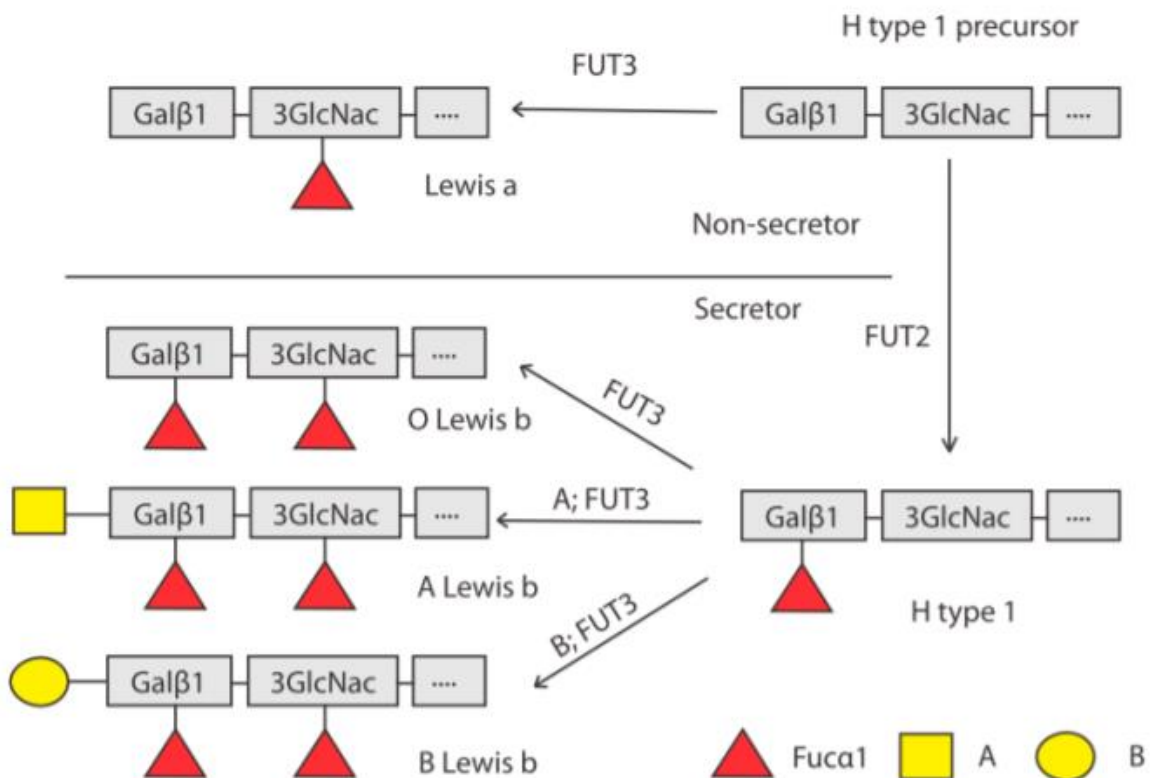 H type 1 precursor
FUT3
Galβ1 3GlcNac ....
Galβ1 3GlcNac ....
Lewis a
Non-secretor
Secretor
FUT2
Galβ1 3GlcNac ....
O Lewis b
FUT3
A; FUT3
Galβ1 3GlcNac ....
Galβ1 3GlcNac ....
A Lewis b
H type 1
B; FUT3
Galβ1 3GlcNac ....
B Lewis b
Fucα1 A B